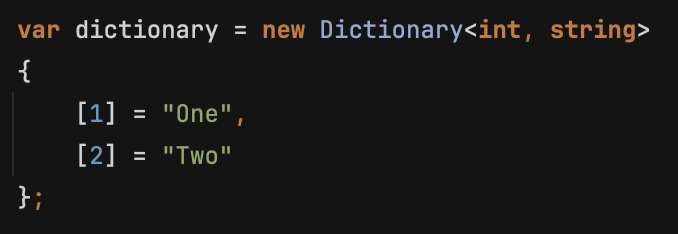 var dictionary = new Dictionary<int, string>
{
    [1] = "One",
    [2] = "Two"
};